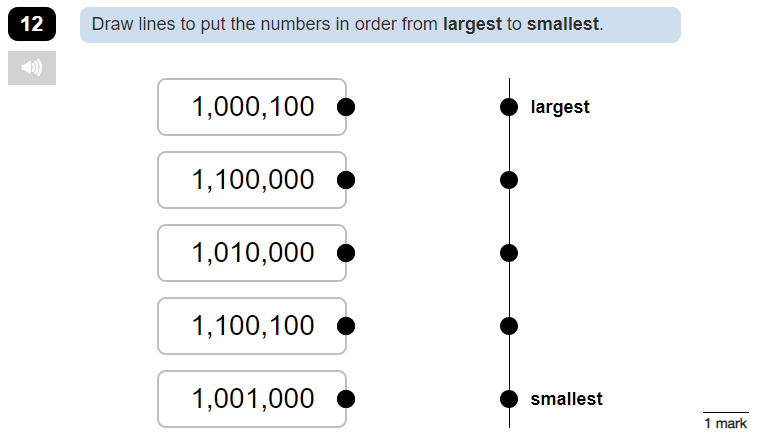 12
Draw lines to put the numbers in order from largest to smallest.
1,000,100
largest
1,100,000
1,010,000
1,100,100
1,001,000
smallest
1 mark